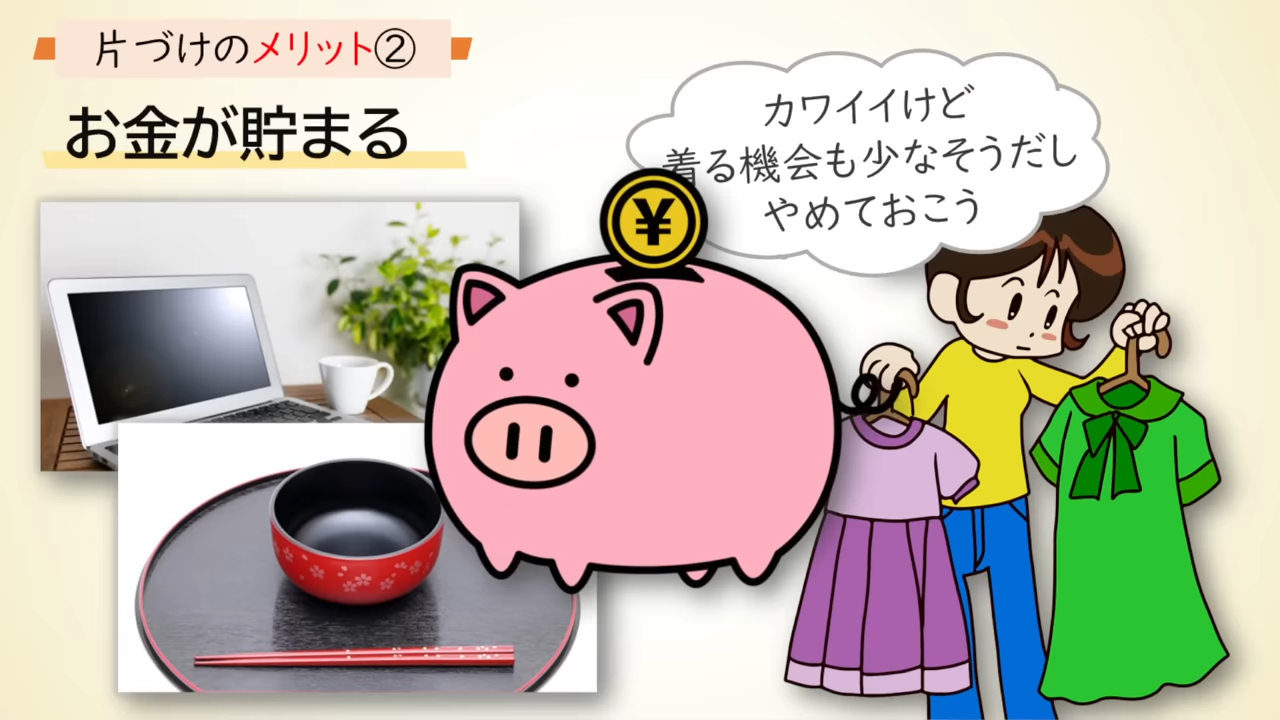 片づけのメリット②
お金が貯まる
カワイイけど
着る機会も少なそうだし
やめておこう
¥